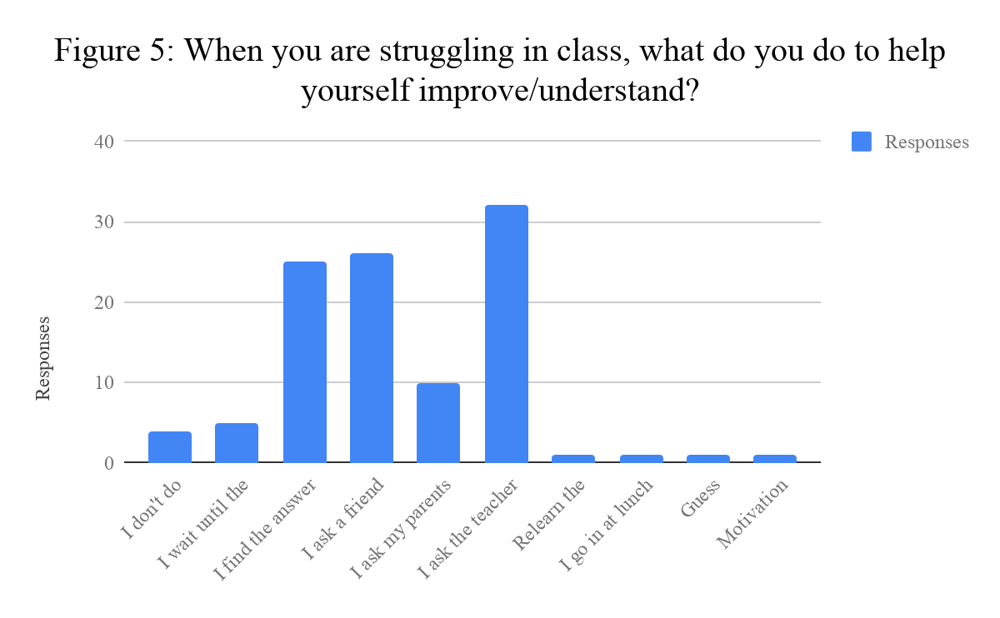 Figure 5: When you are struggling in class, what do you do to help
yourself improve/understand?
40
Responses
30
20
10
0
Responses
I don't do
I wait until the
I find the answer
I ask a friend
I ask my parents
I ask the teacher
Relearn the
I go in at lunch
Guess
Motivation